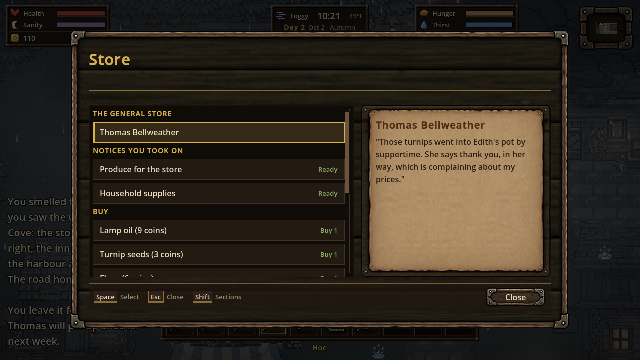 Health
Sanity
110
Foggy 10:21
Day 2 Oct 2 · Autumn
Hunger
Thirst
Store
THE GENERAL STORE
Thomas Bellweather
NOTICES YOU TOOK ON
Produce for the store Ready
Household supplies Ready
BUY
Lamp oil (9 coins) Buy 1
Turnip seeds (3 coins) Buy 1
Thomas Bellweather
"Those turnips went into Edith's pot by
suppertime. She says thank you, in her
way, which is complaining about my
prices."
Space Select Esc Close Shift Sections
Close
You smelled
you saw the
Cove: the
right, the inn
the harbour
The road
You leave it
Thomas will
next week.
Hoe